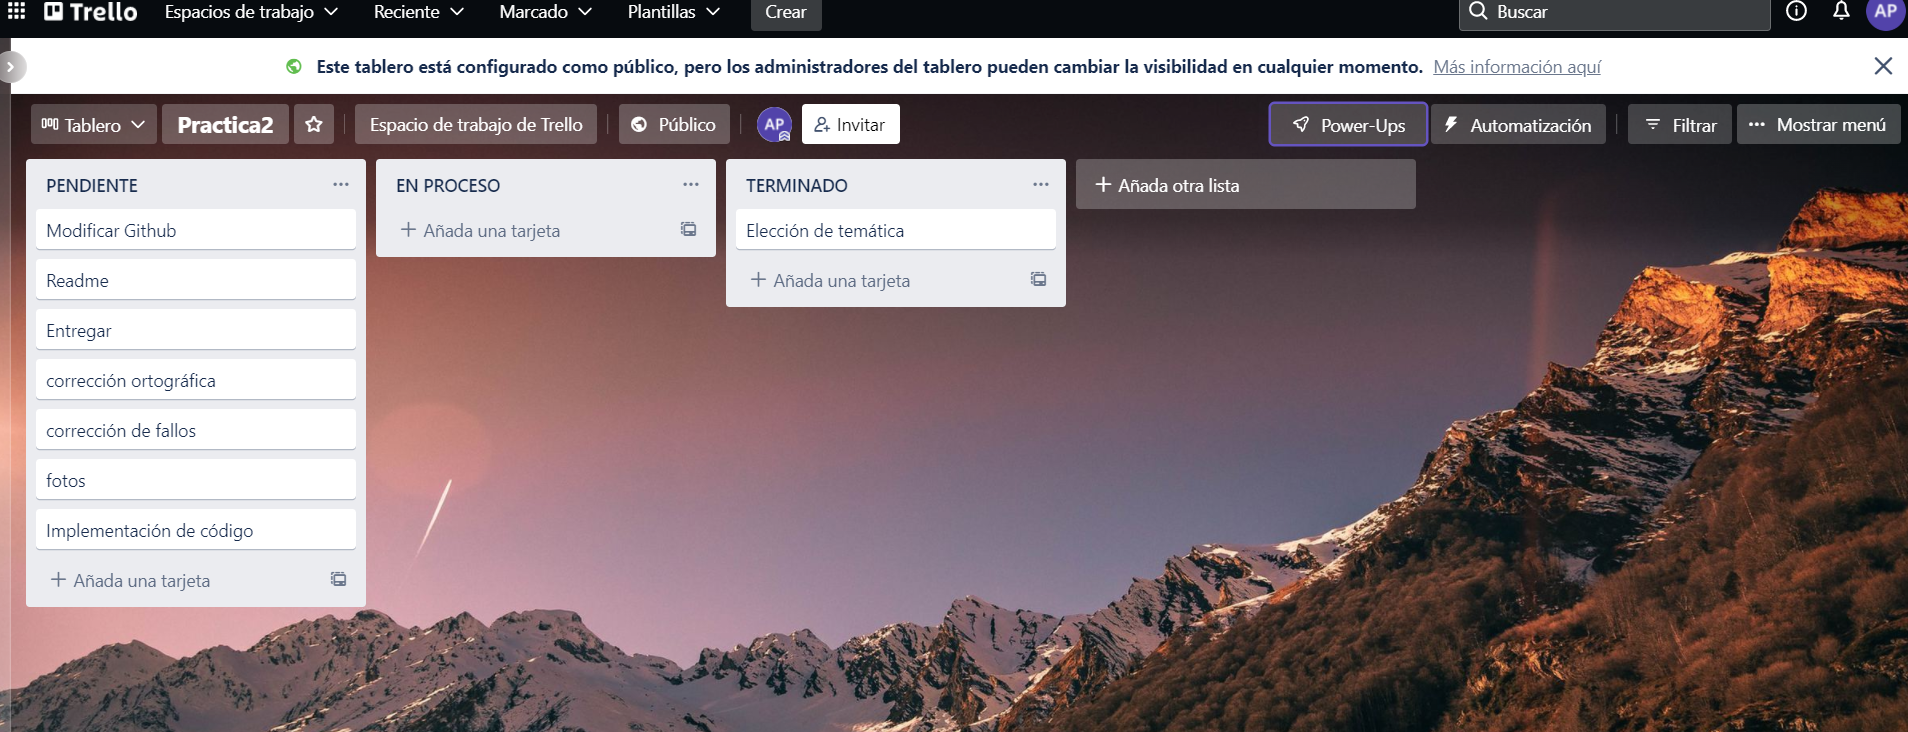 Trello Espacios de trabajo Reciente Marcado Plantillas Crear Buscar AP
Este tablero está configurado como público, pero los administradores del tablero pueden cambiar la visibilidad en cualquier momento. Más información aquí
Tablero Practica2 Espacio de trabajo de Trello Público AP Invitar Power-Ups Automatización Filtrar Mostrar menú
PENDIENTE
Modificar Github
Readme
Entregar
corrección ortográfica
corrección de fallos
fotos
Implementación de código
Añada una tarjeta
EN PROCESO
Añada una tarjeta
TERMINADO
Elección de temática
Añada una tarjeta
Añada otra lista